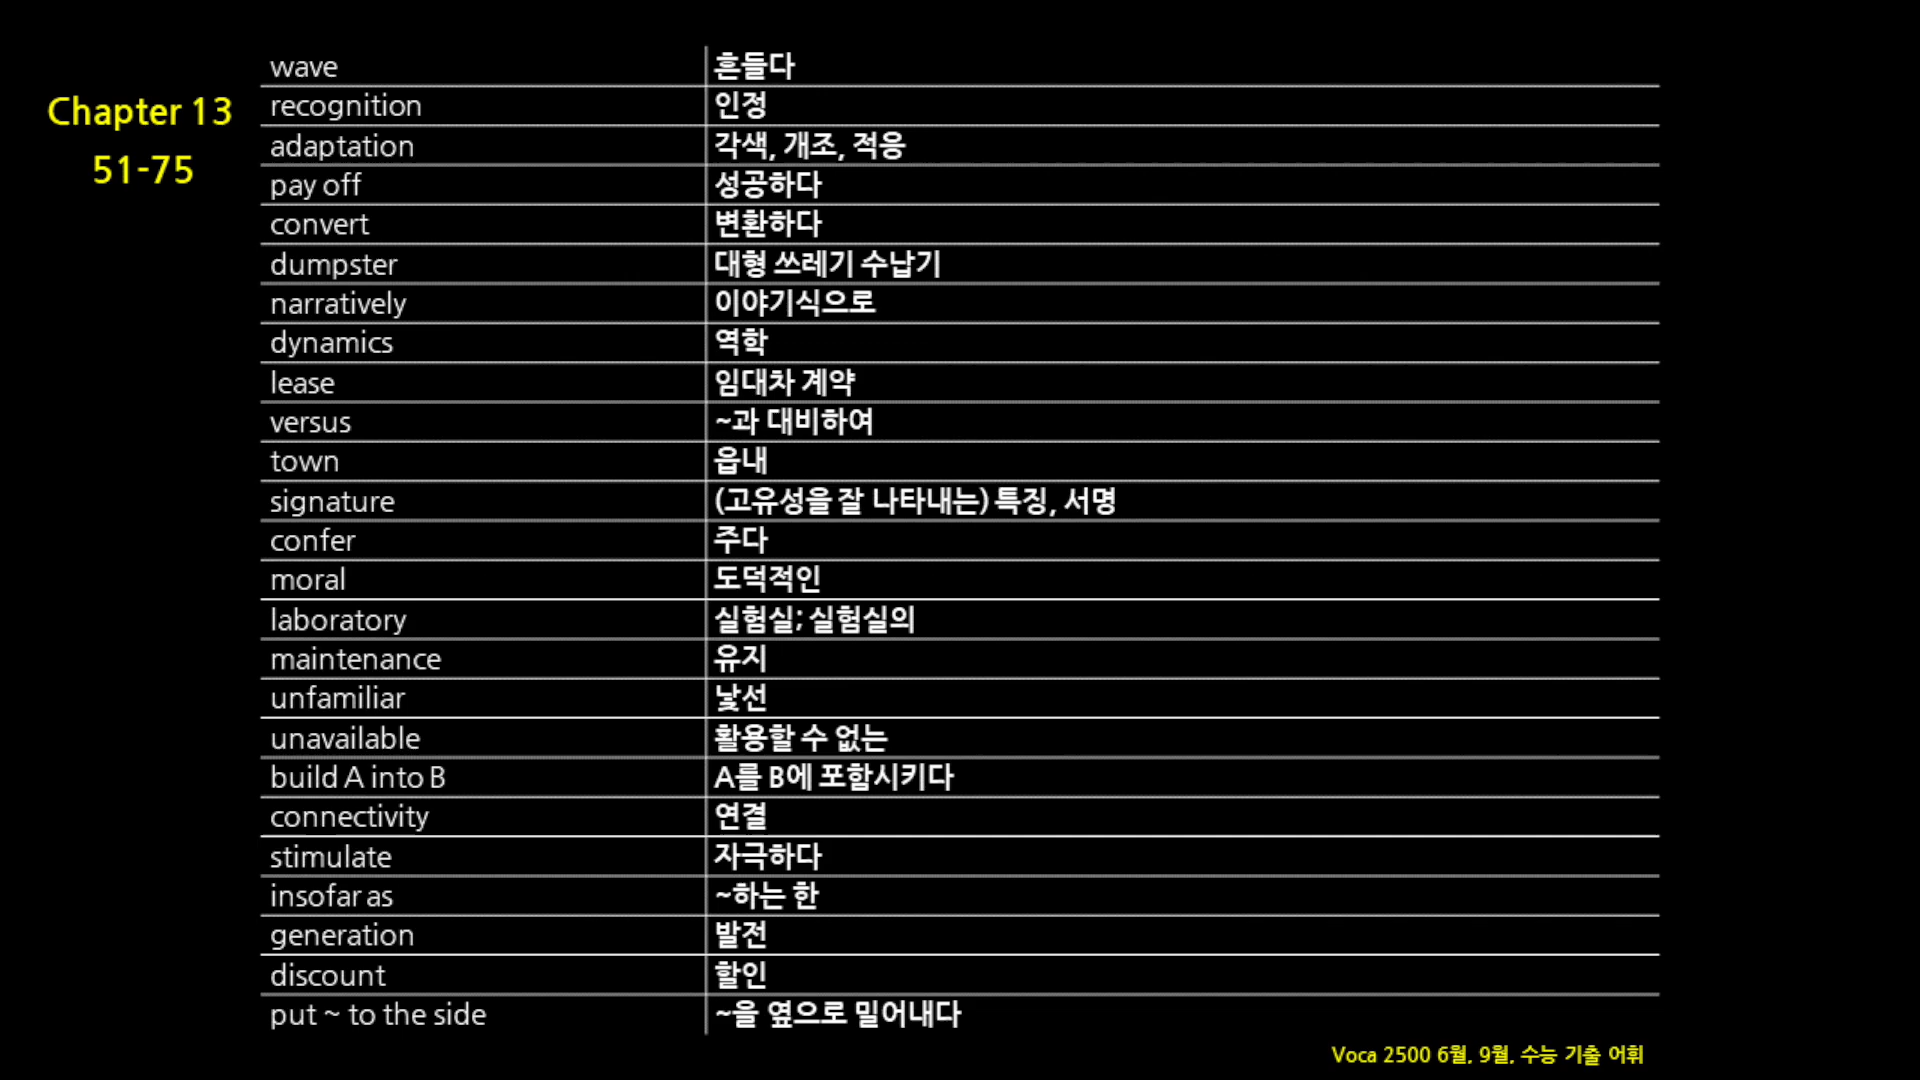 Chapter 13
51-75
wave 흔들다
recognition 인정
adaptation 각색, 개조, 적응
pay off 성공하다
convert 변환하다
dumpster 대형 쓰레기 수납기
narratively 이야기식으로
dynamics 역학
lease 임대차 계약
versus ~과 대비하여
town 읍내
signature (고유성을 잘 나타내는) 특징, 서명
confer 주다
moral 도덕적인
laboratory 실험실; 실험실의
maintenance 유지
unfamiliar 낯선
unavailable 활용할 수 없는
build A into B A를 B에 포함시키다
connectivity 연결
stimulate 자극하다
insofar as ~하는 한
generation 발전
discount 할인
put ~ to the side ~을 옆으로 밀어내다
Voca 2500 6월, 9월, 수능 기출 어휘